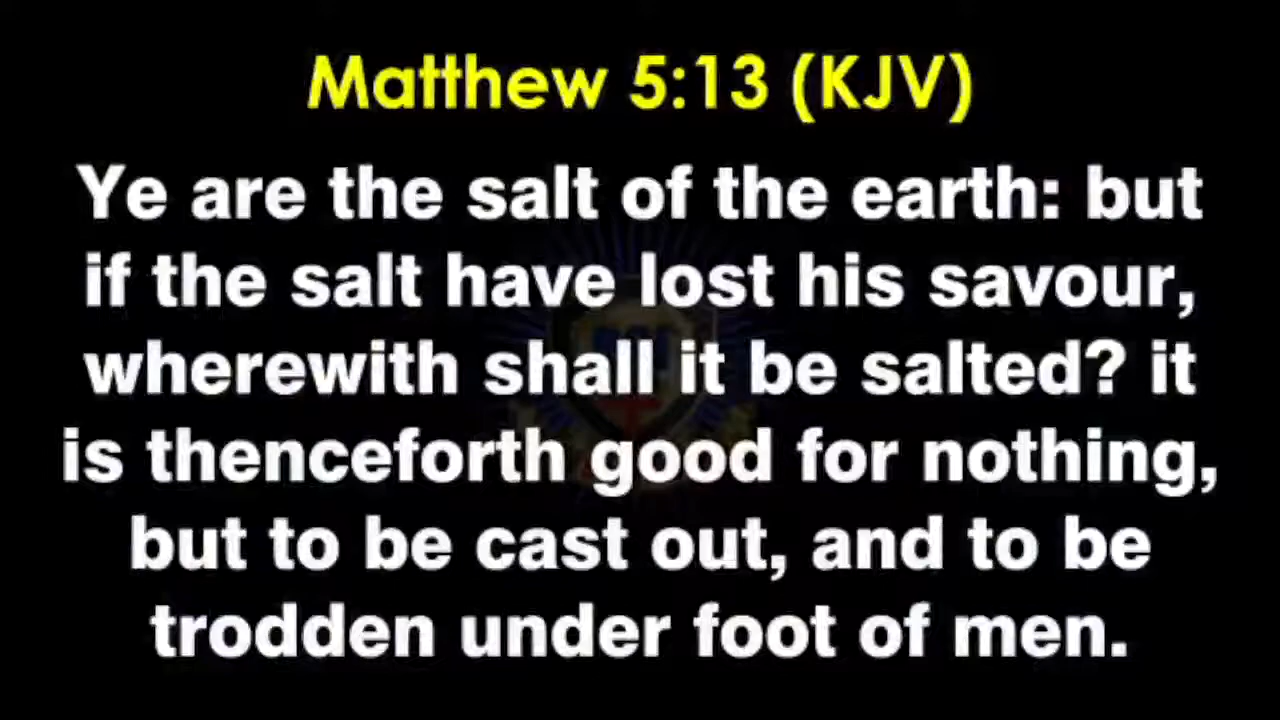 Matthew 5:13 (KJV)
Ye are the salt of the earth: but
if the salt have lost his savour,
wherewith shall it be salted? it
is thenceforth good for nothing,
but to be cast out, and to be
trodden under foot of men.